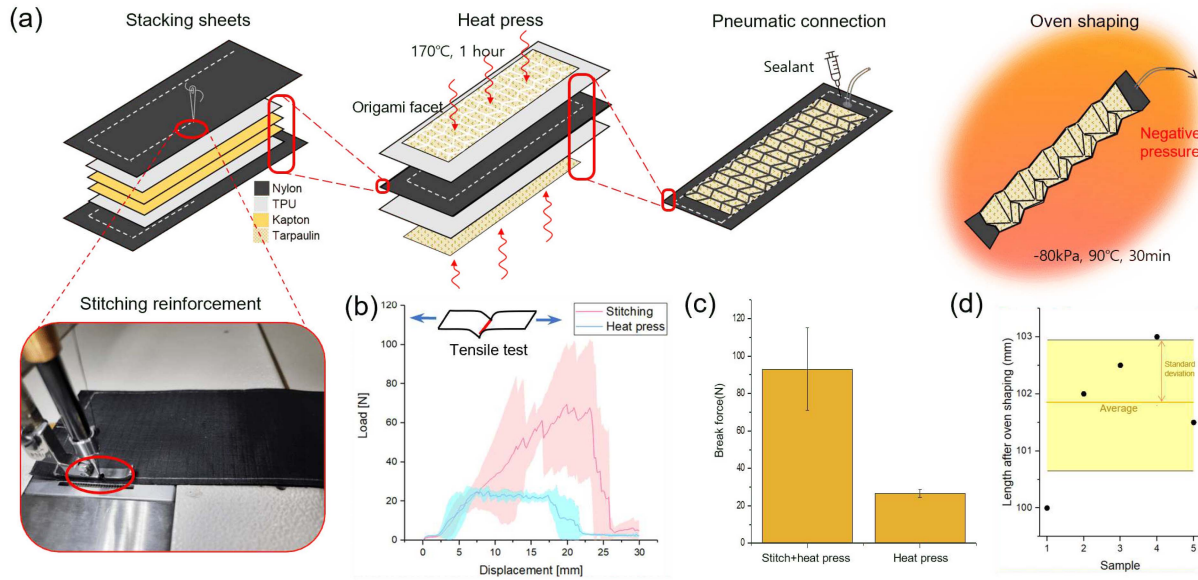 (a)
Stacking sheets
Heat press
Pneumatic connection
Oven shaping
170℃, 1 hour
Origami facet
Sealant
Negative
pressure
-80kPa, 90℃, 30min
Nylon
TPU
Kapton
Tarpaulin
Stitching reinforcement
(b)
120
100
80
60
40
20
0
Load [N]
0
5
10
15
20
25
30
Displacement [mm]
Stitching
Heat press
Tensile test
(c)
120
100
80
60
40
20
0
Break force(N)
Stitch+heat press
Heat press
(d)
103
102
101
100
Length after oven shaping (mm)
Standard
deviation
Average
1
2
3
4
5
Sample